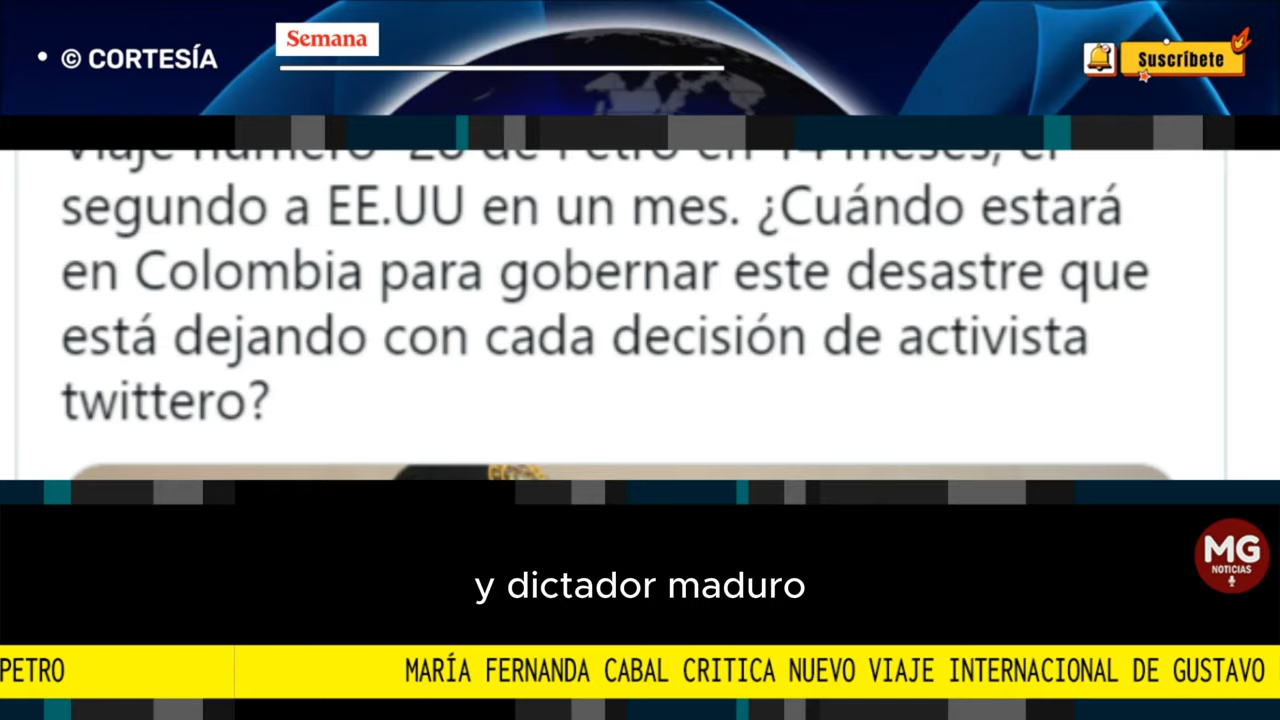 • © CORTESÍA
Semana
Suscríbete
segundo a EE.UU en un mes. ¿Cuándo estará
en Colombia para gobernar este desastre que
está dejando con cada decisión de activista
twittero?
MG
NOTICIAS
y dictador maduro
PETRO
MARÍA FERNANDA CABAL CRITICA NUEVO VIAJE INTERNACIONAL DE GUSTAVO